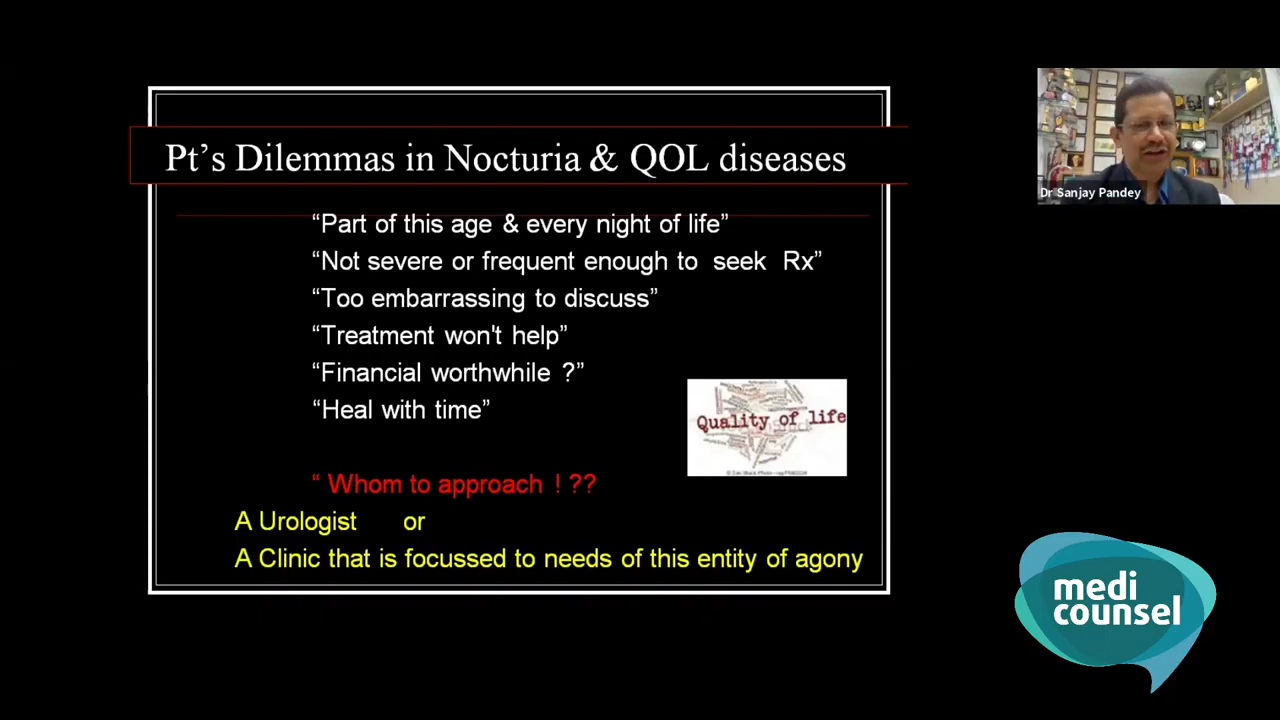 Pt’s Dilemmas in Nocturia & QOL diseases
“Part of this age & every night of life”
“Not severe or frequent enough to seek Rx”
“Too embarrassing to discuss”
“Treatment won't help”
“Financial worthwhile ?”
“Heal with time”
“ Whom to approach ! ??
A Urologist or
A Clinic that is focussed to needs of this entity of agony
Quality of life
Dr Sanjay Pandey
medi
counsel